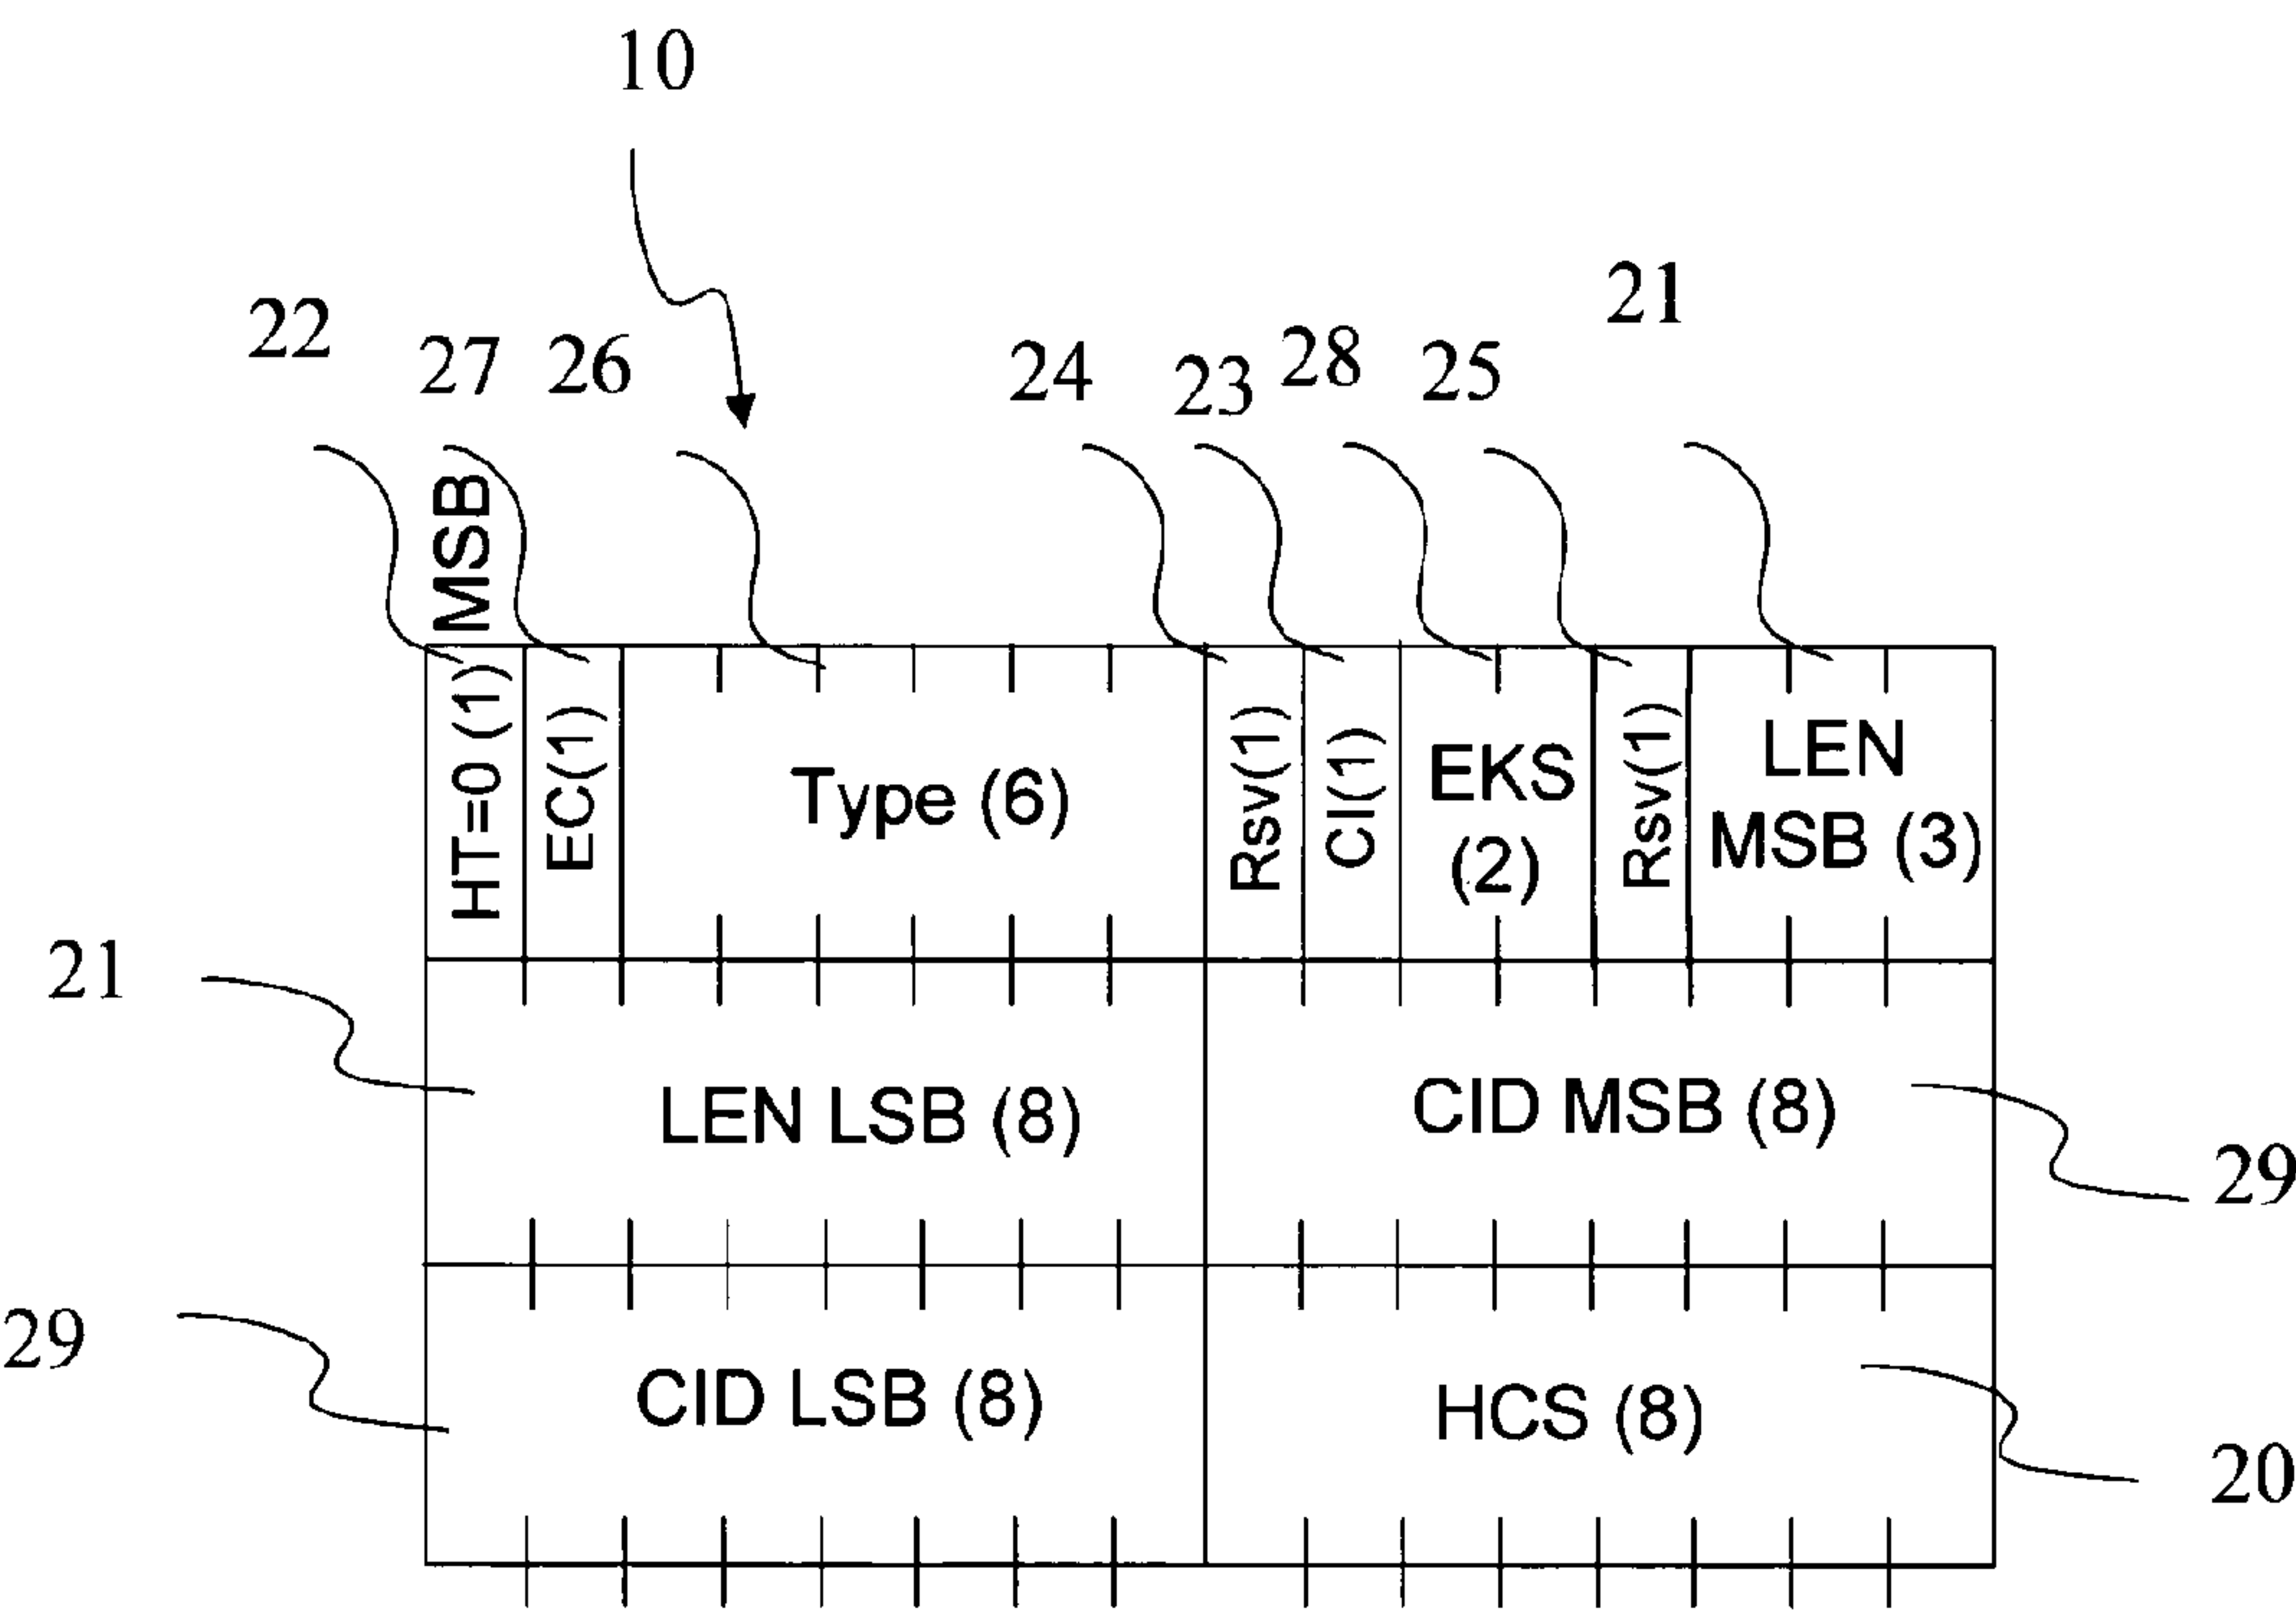 10
22 27 26 24 23 28 25 21
MSB
HT=0 (1) EC(1) Type (6) Rsv(1) CI(1) EKS (2) Rsv(1) LEN MSB (3)
21
LEN LSB (8) CID MSB (8)
29
29
CID LSB (8) HCS (8)
20